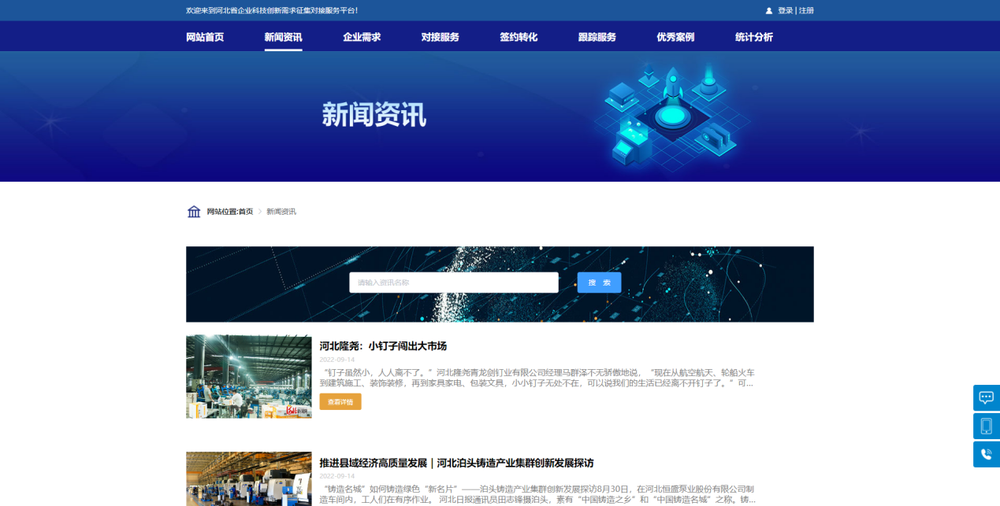 欢迎来到河北省企业科技创新需求征集对接服务平台!
登录 | 注册
网站首页 新闻资讯 企业需求 对接服务 签约转化 跟踪服务 优秀案例 统计分析
新闻资讯
网站位置:首页 > 新闻资讯
请输入资讯名称
搜 索
河北隆尧：小钉子闯出大市场
2022-09-14
“钉子虽然小，人人离不了。”河北隆尧青龙剑钉业有限公司经理马群泽不无骄傲地说，“现在从航空航天、轮船火车
到建筑施工、装饰装修，再到家具家电、包装文具，小小钉子无处不在，可以说我们的生活已经离不开钉子了。”可...
查看详情
推进县域经济高质量发展｜河北泊头铸造产业集群创新发展探访
2022-09-14
“铸造名城”如何铸造绿色“新名片”——泊头铸造产业集群创新发展探访8月30日，在河北恒盛泵业股份有限公司制
造车间内，工人们在有序作业。 河北日报通讯员田志锋摄泊头，素有“中国铸造之乡”和“中国铸造名城”之称。铸...